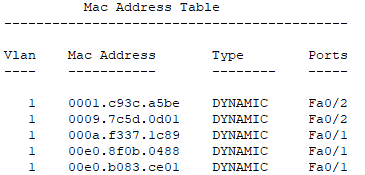 Mac Address Table
-------------------------------------------
Vlan    Mac Address       Type        Ports
----    -----------       --------    -----
1    0001.c93c.a5be    DYNAMIC     Fa0/2
1    0009.7c5d.0d01    DYNAMIC     Fa0/2
1    000a.f337.1c89    DYNAMIC     Fa0/1
1    00e0.8f0b.0488    DYNAMIC     Fa0/1
1    00e0.b083.ce01    DYNAMIC     Fa0/1